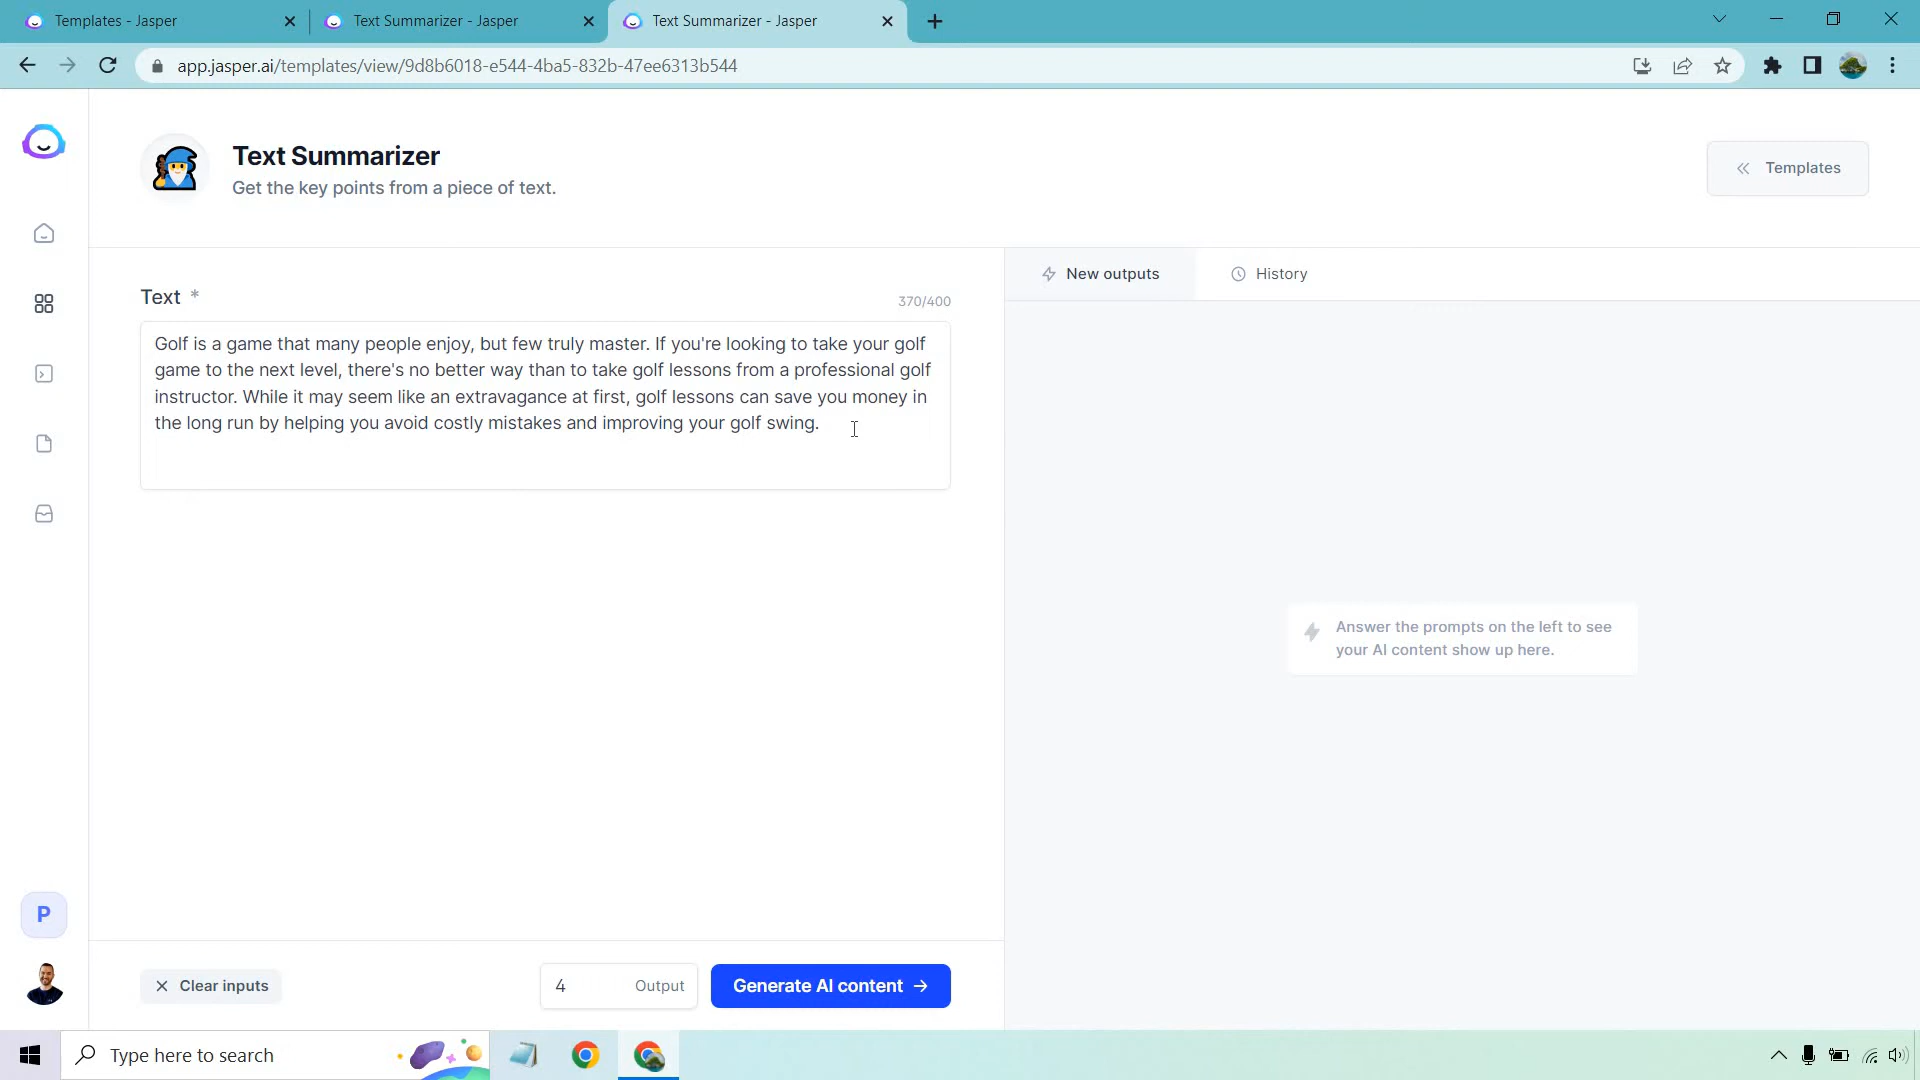 Templates - Jasper
Text Summarizer - Jasper
Text Summarizer - Jasper
app.jasper.ai/templates/view/9d8b6018-e544-4ba5-832b-47ee6313b544
Text Summarizer
Get the key points from a piece of text.
Templates
Text *
370/400
New outputs
History
Golf is a game that many people enjoy, but few truly master. If you're looking to take your golf
game to the next level, there's no better way than to take golf lessons from a professional golf
instructor. While it may seem like an extravagance at first, golf lessons can save you money in
the long run by helping you avoid costly mistakes and improving your golf swing.
Answer the prompts on the left to see
your AI content show up here.
P
Clear inputs
4
Output
Generate AI content
Type here to search